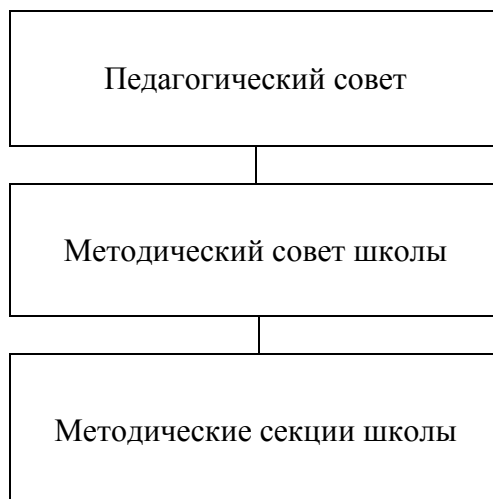 Педагогический совет
Методический совет школы
Методические секции школы